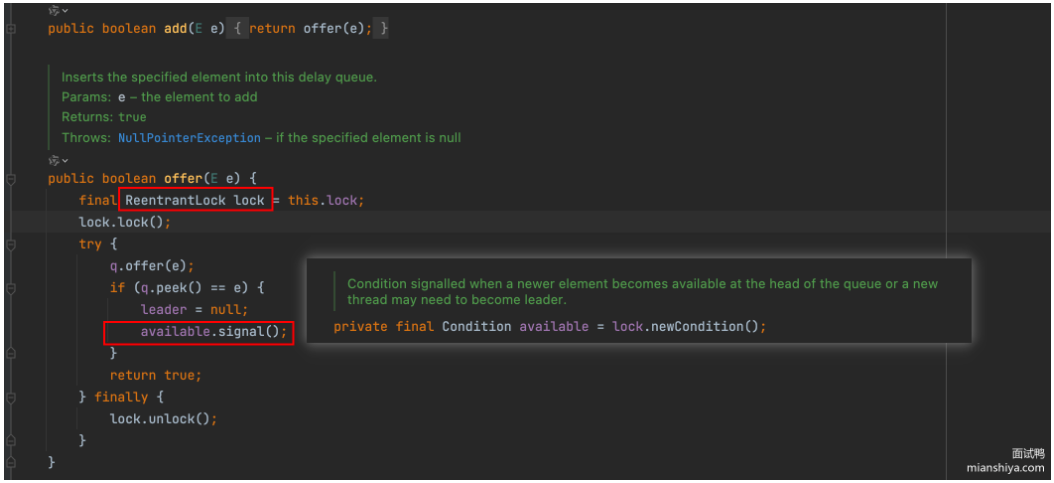 public boolean add(E e) { return offer(e); }
Inserts the specified element into this delay queue.
Params: e – the element to add
Returns: true
Throws: NullPointerException – if the specified element is null
public boolean offer(E e) {
final ReentrantLock lock = this.lock;
lock.lock();
try {
q.offer(e);
if (q.peek() == e) {
leader = null;
available.signal();
}
return true;
} finally {
lock.unlock();
}
}
Condition signalled when a newer element becomes available at the head of the queue or a new
thread may need to become leader.
private final Condition available = lock.newCondition();
面试鸭
mianshiya.com